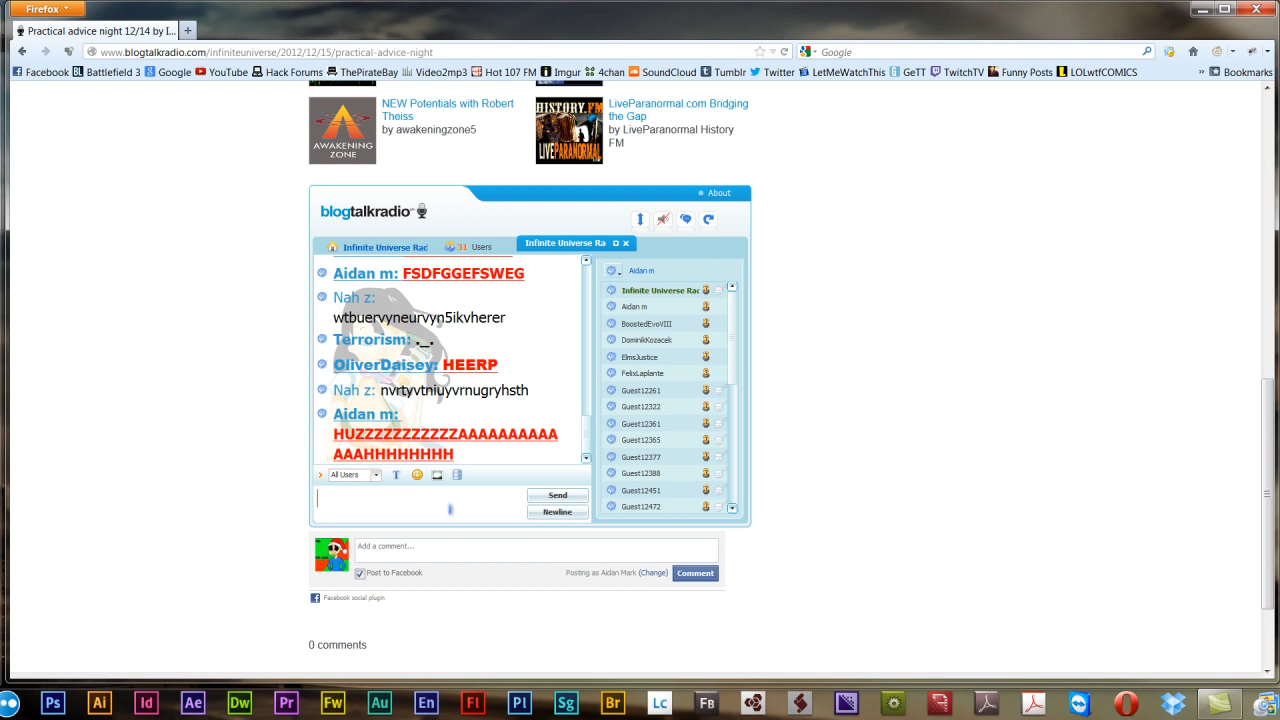 Firefox
Practical advice night 12/14 by I...
www.blogtalkradio.com/infiniteuniverse/2012/12/15/practical-advice-night
Google
Facebook Battlefield 3 Google YouTube Hack Forums ThePirateBay Video2mp3 Hot 107 FM Imgur 4chan SoundCloud Tumblr Twitter LetMeWatchThis GeTT TwitchTV Funny Posts LOLwtfCOMICS » Bookmarks
NEW Potentials with Robert
Theiss
by awakeningzone5
AWAKENING
ZONE
LiveParanormal.com Bridging
the Gap
by LiveParanormal History
FM
HISTORY.FM
LIVEPARANORMAL
About
blogtalkradio
Infinite Universe Rad
31 Users
Infinite Universe Ra
Aidan m: FSDFGGEFSWEG
Nah z:
wtbuervyneurvyn5ikvherer
Terrorism: ._.
OliverDaisey: HEERP
Nah z: nvrtyvtniuyvrnugryhsth
Aidan m:
HUZZZZZZZZZZZAAAAAAAAAA
AAAHHHHHHHHH
Aidan m
Infinite Universe Rad
Aidan m
BoostedEvoVIII
DominikKozacek
ElmsJustice
FelixLaplante
Guest12261
Guest12322
Guest12361
Guest12365
Guest12377
Guest12388
Guest12451
Guest12472
All Users
T
Send
Newline
Add a comment...
Post to Facebook
Posting as Aidan Mark (Change)
Comment
Facebook social plugin
0 comments
Ps Ai Id Ae Dw Pr Fw Au En Fl Pl Sg Br Lc Fb